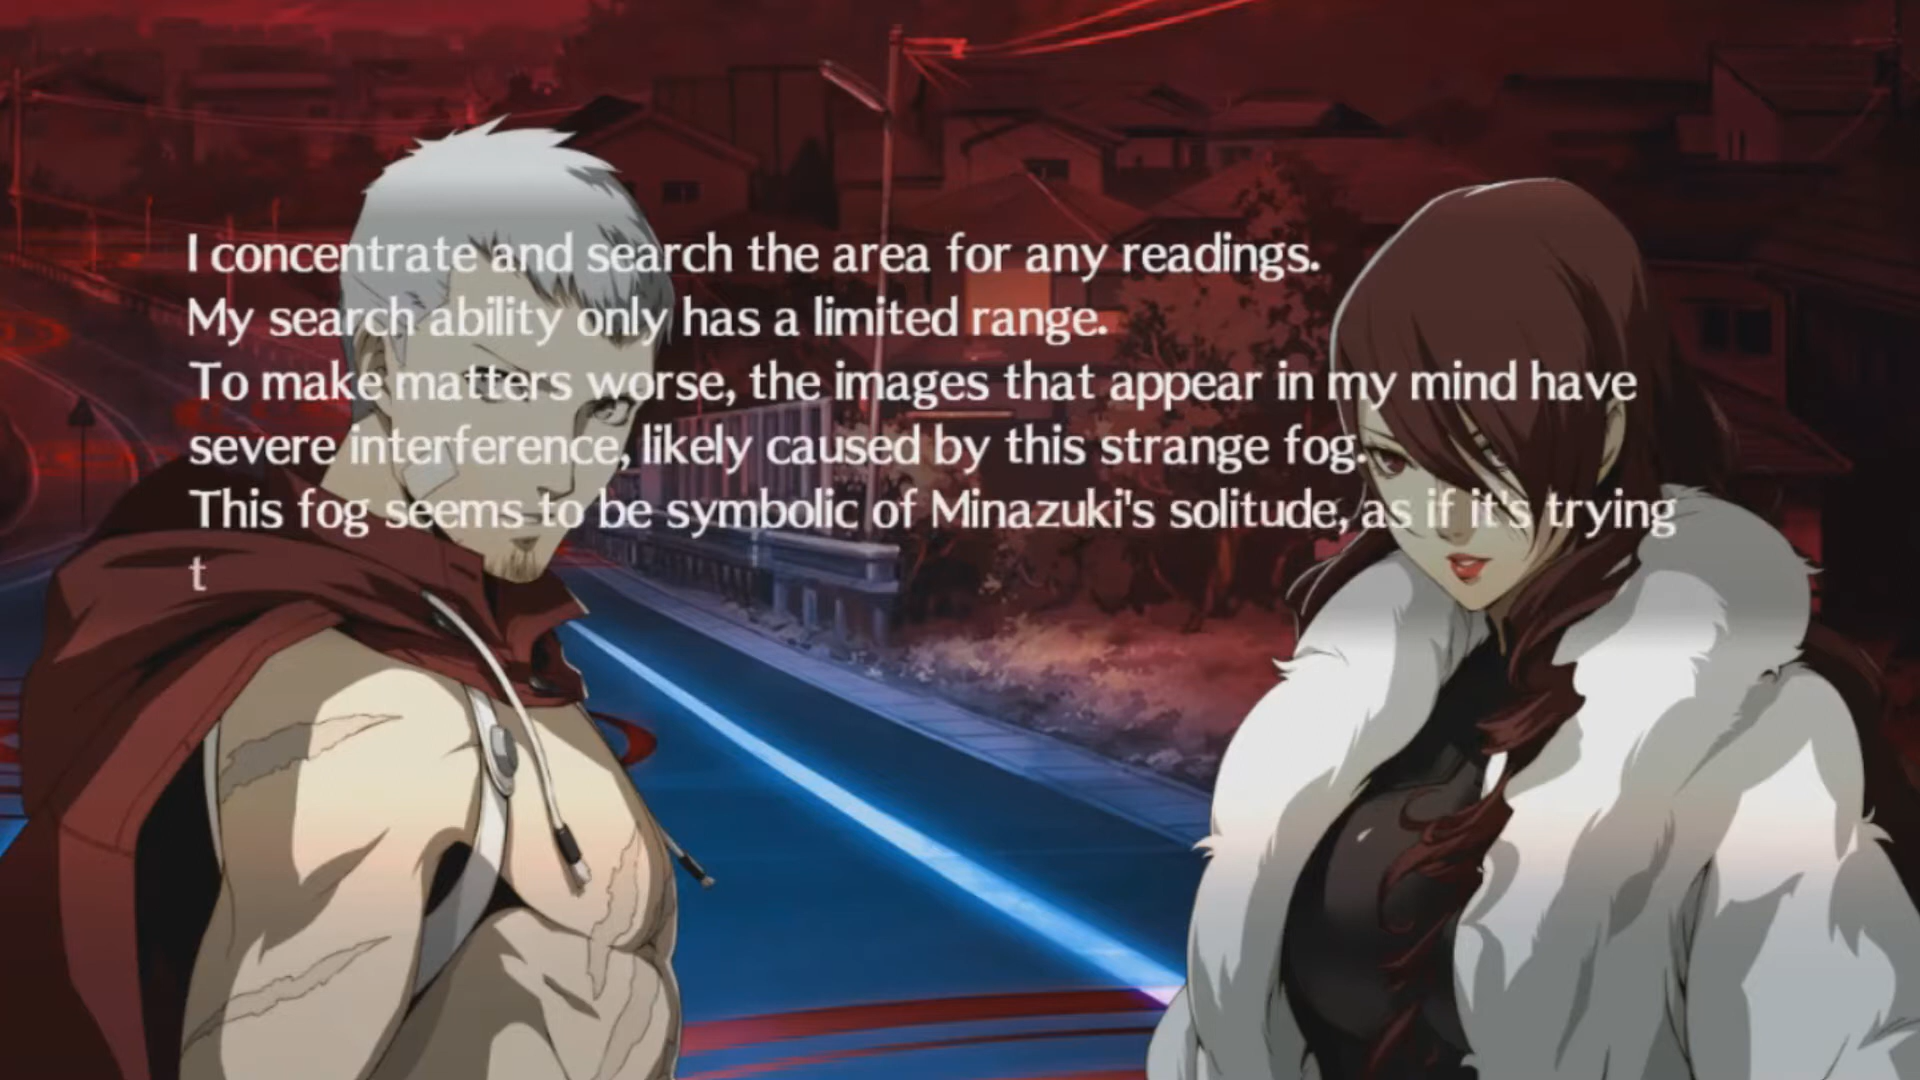 I concentrate and search the area for any readings.
My search ability only has a limited range.
To make matters worse, the images that appear in my mind have
severe interference, likely caused by this strange fog.
This fog seems to be symbolic of Minazuki's solitude, as if it's trying
t